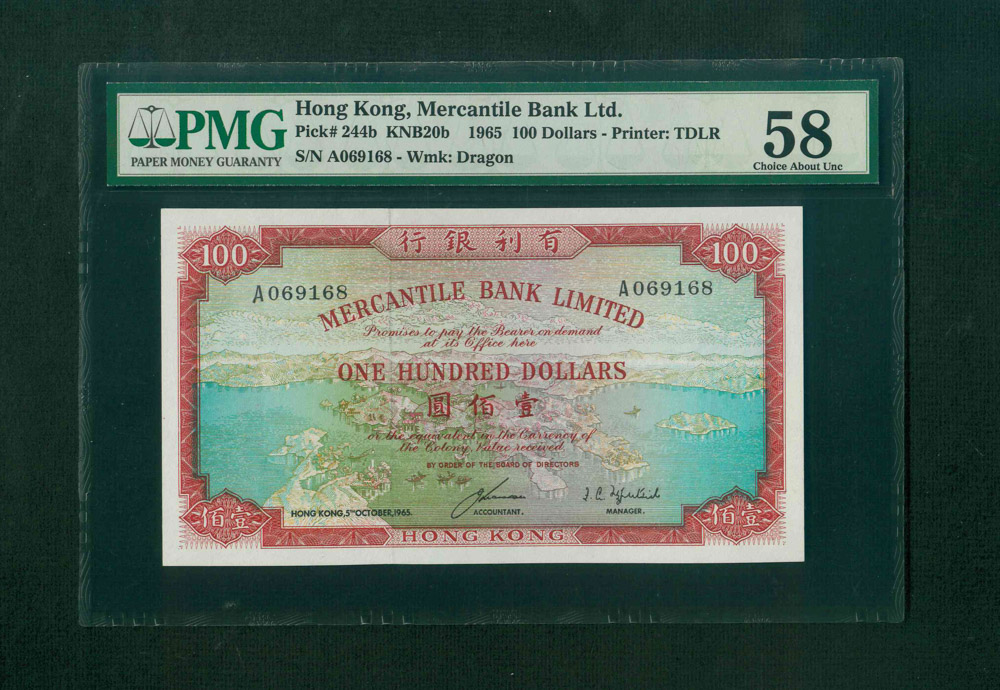 PMG
PAPER MONEY GUARANTY
Hong Kong, Mercantile Bank Ltd.
Pick# 244b KNB20b 1965 100 Dollars - Printer: TDLR
S/N A069168 - Wmk: Dragon
58
Choice About Unc
100
行銀利有
100
A069168
A069168
MERCANTILE BANK LIMITED
Promises to pay the Bearer on demand
at its Office here
ONE HUNDRED DOLLARS
圓佰壹
or the equivalent in the Currency of
the Colony, Value received.
BY ORDER OF THE BOARD OF DIRECTORS
HONG KONG, 5TH OCTOBER, 1965.
ACCOUNTANT.
MANAGER.
佰壹
HONG KONG
佰壹